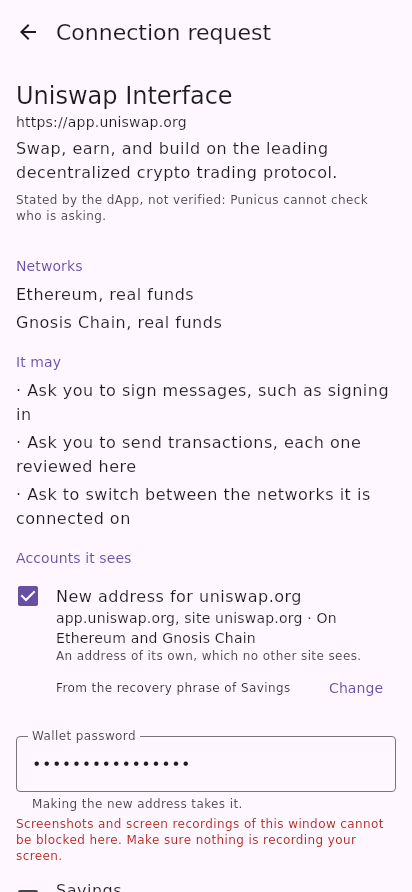 Connection request
Uniswap Interface
https://app.uniswap.org
Swap, earn, and build on the leading
decentralized crypto trading protocol.
Stated by the dApp, not verified: Punicus cannot check
who is asking.
Networks
Ethereum, real funds
Gnosis Chain, real funds
It may
· Ask you to sign messages, such as signing
in
· Ask you to send transactions, each one
reviewed here
· Ask to switch between the networks it is
connected on
Accounts it sees
New address for uniswap.org
app.uniswap.org, site uniswap.org · On
Ethereum and Gnosis Chain
An address of its own, which no other site sees.
From the recovery phrase of Savings
Change
Wallet password
••••••••••••••••
Making the new address takes it.
Screenshots and screen recordings of this window cannot
be blocked here. Make sure nothing is recording your
screen.
Savings